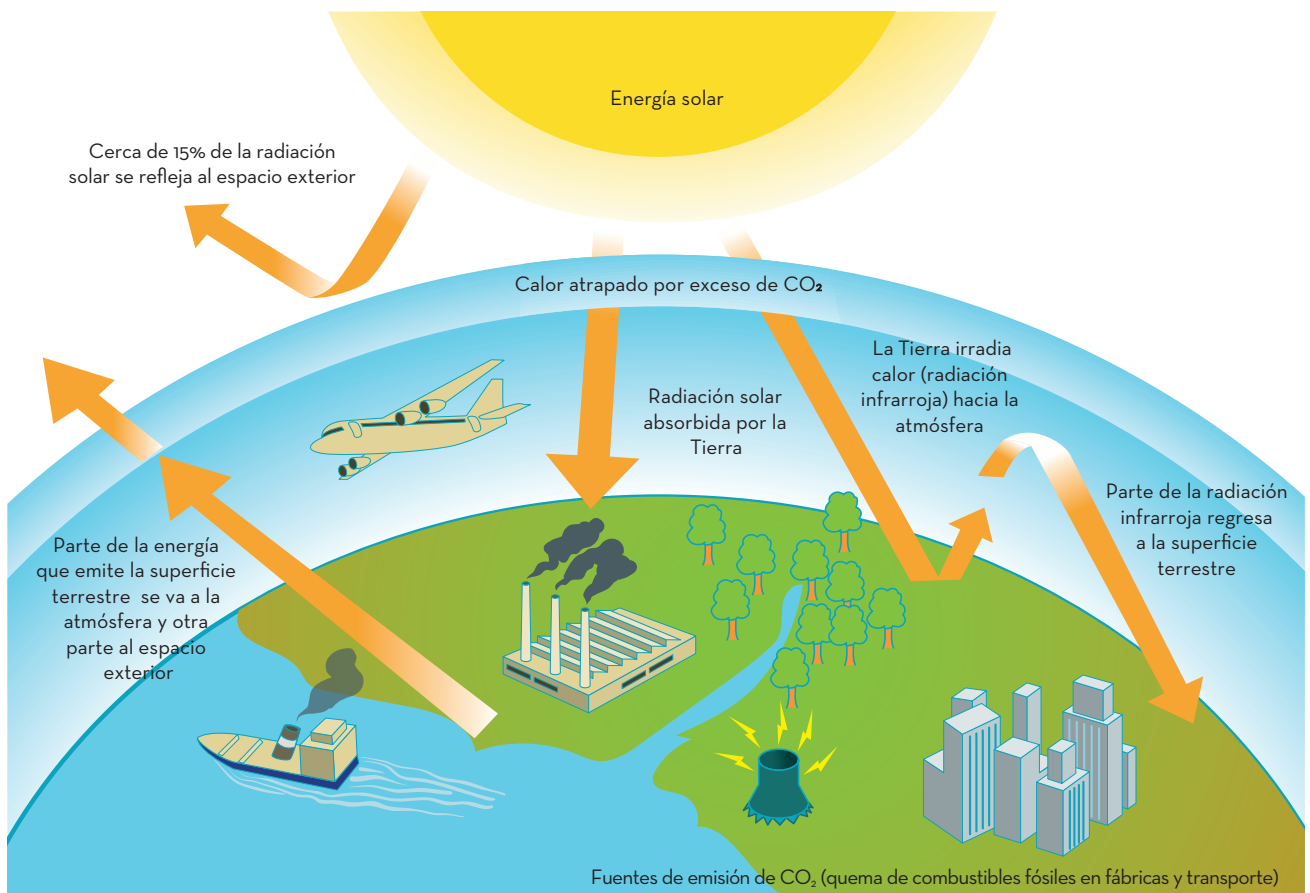 Energía solar
Cerca de 15% de la radiación
solar se refleja al espacio exterior
Calor atrapado por exceso de CO₂
La Tierra irradia
calor (radiación
infrarroja) hacia la
atmósfera
Radiación solar
absorbida por la
Tierra
Parte de la radiación
infrarroja regresa
a la superficie
terrestre
Parte de la energía
que emite la superficie
terrestre se va a la
atmósfera y otra
parte al espacio
exterior
Fuentes de emisión de CO₂ (quema de combustibles fósiles en fábricas y transporte)